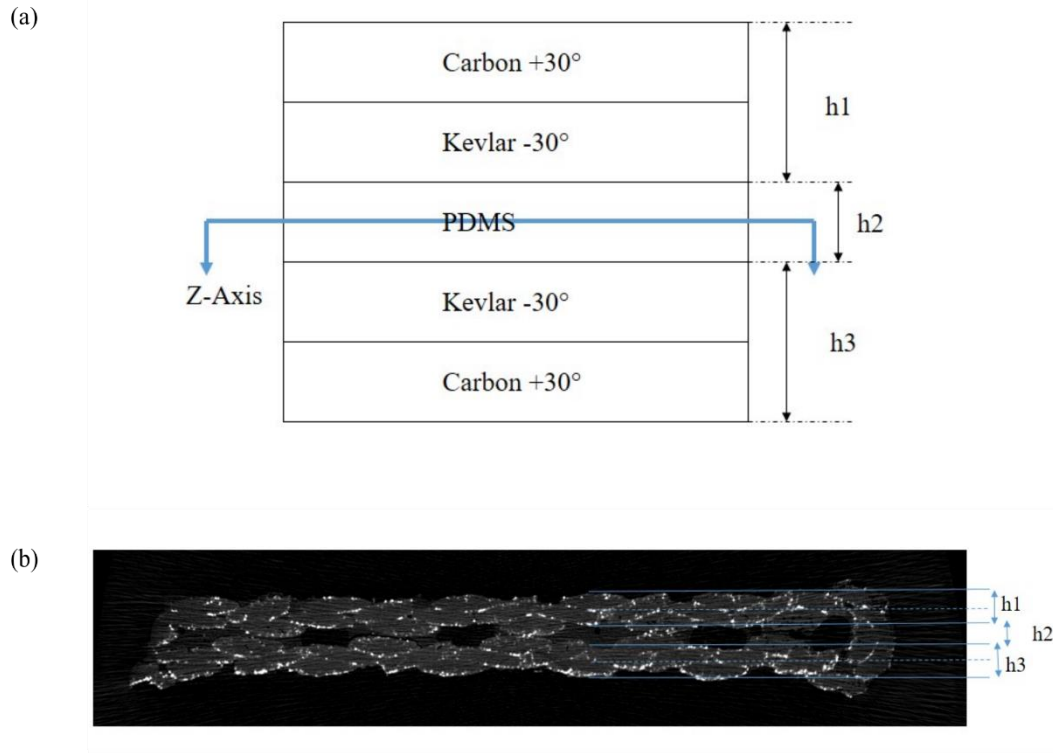 (a)
Carbon +30°
h1
Kevlar -30°
PDMS
h2
Z-Axis
Kevlar -30°
h3
Carbon +30°
(b)
h1
h2
h3